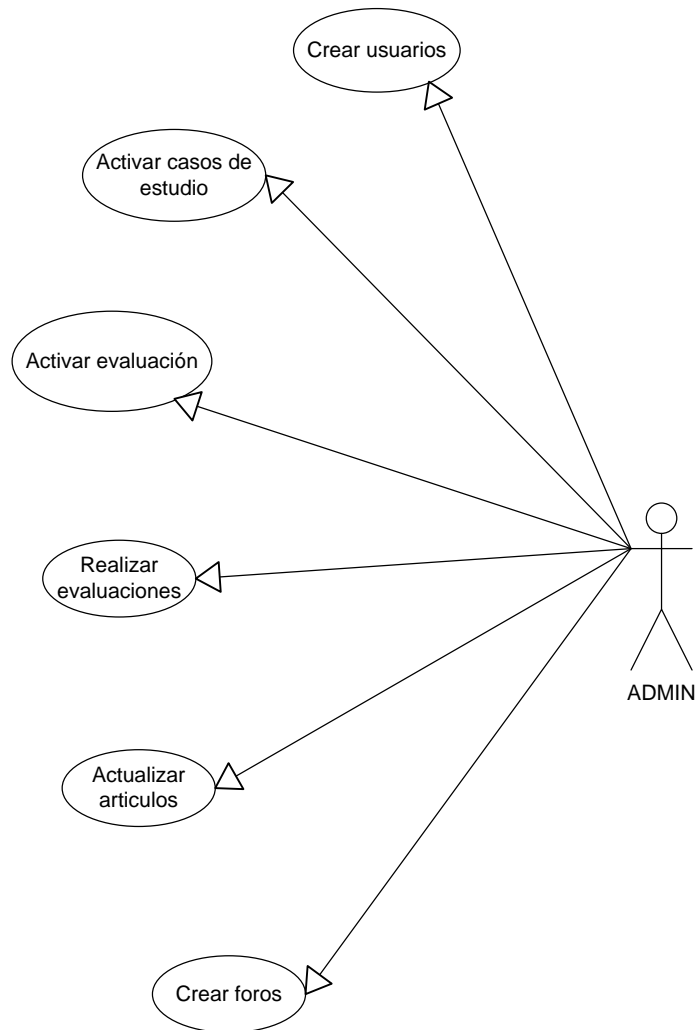 Crear usuarios
Activar casos de
estudio
Activar evaluación
Realizar
evaluaciones
ADMIN
Actualizar
articulos
Crear foros